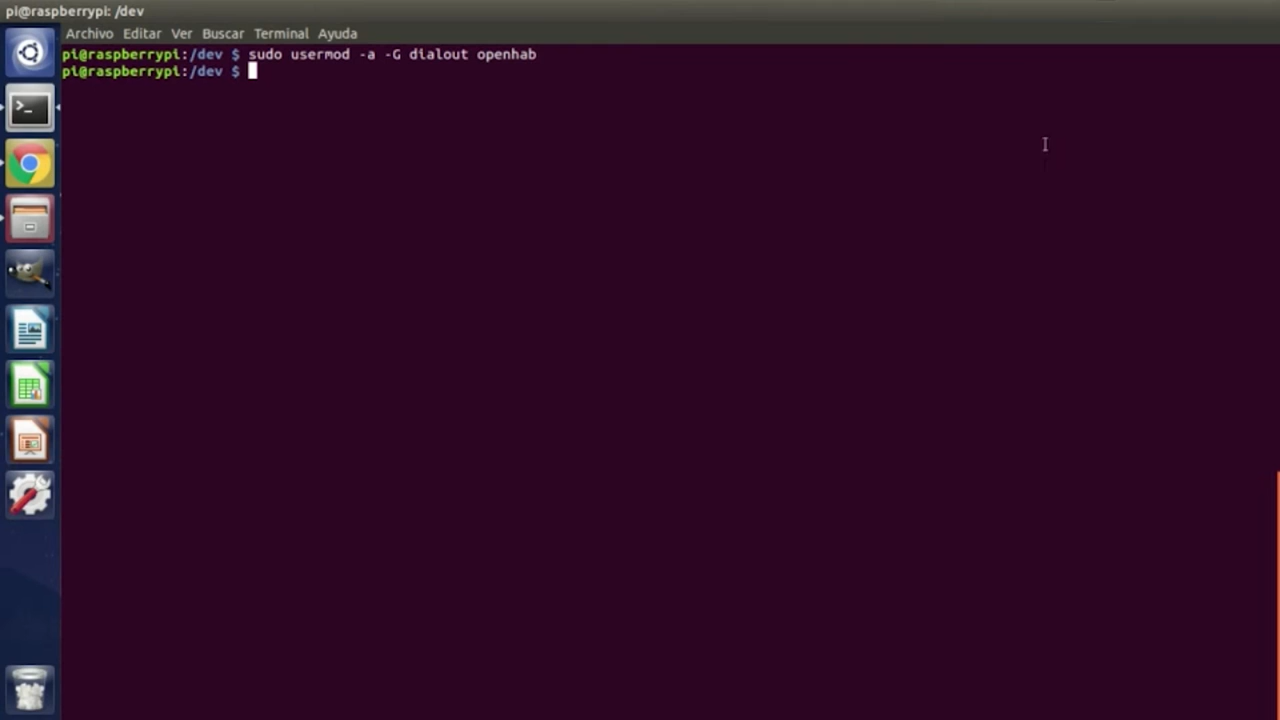 pi@raspberrypi: /dev
Archivo Editar Ver Buscar Terminal Ayuda
pi@raspberrypi:/dev $ sudo usermod -a -G dialout openhab
pi@raspberrypi:/dev $